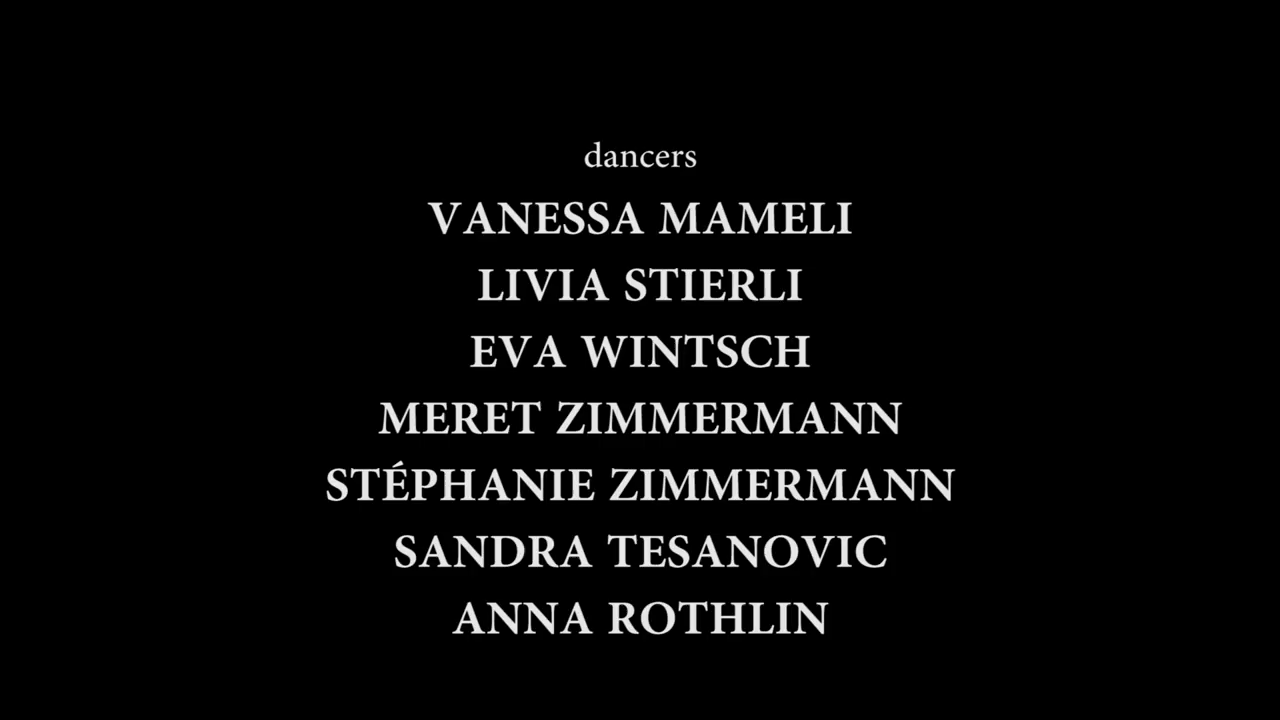 dancers
VANESSA MAMELI
LIVIA STIERLI
EVA WINTSCH
MERET ZIMMERMANN
STÉPHANIE ZIMMERMANN
SANDRA TESANOVIC
ANNA ROTHLIN